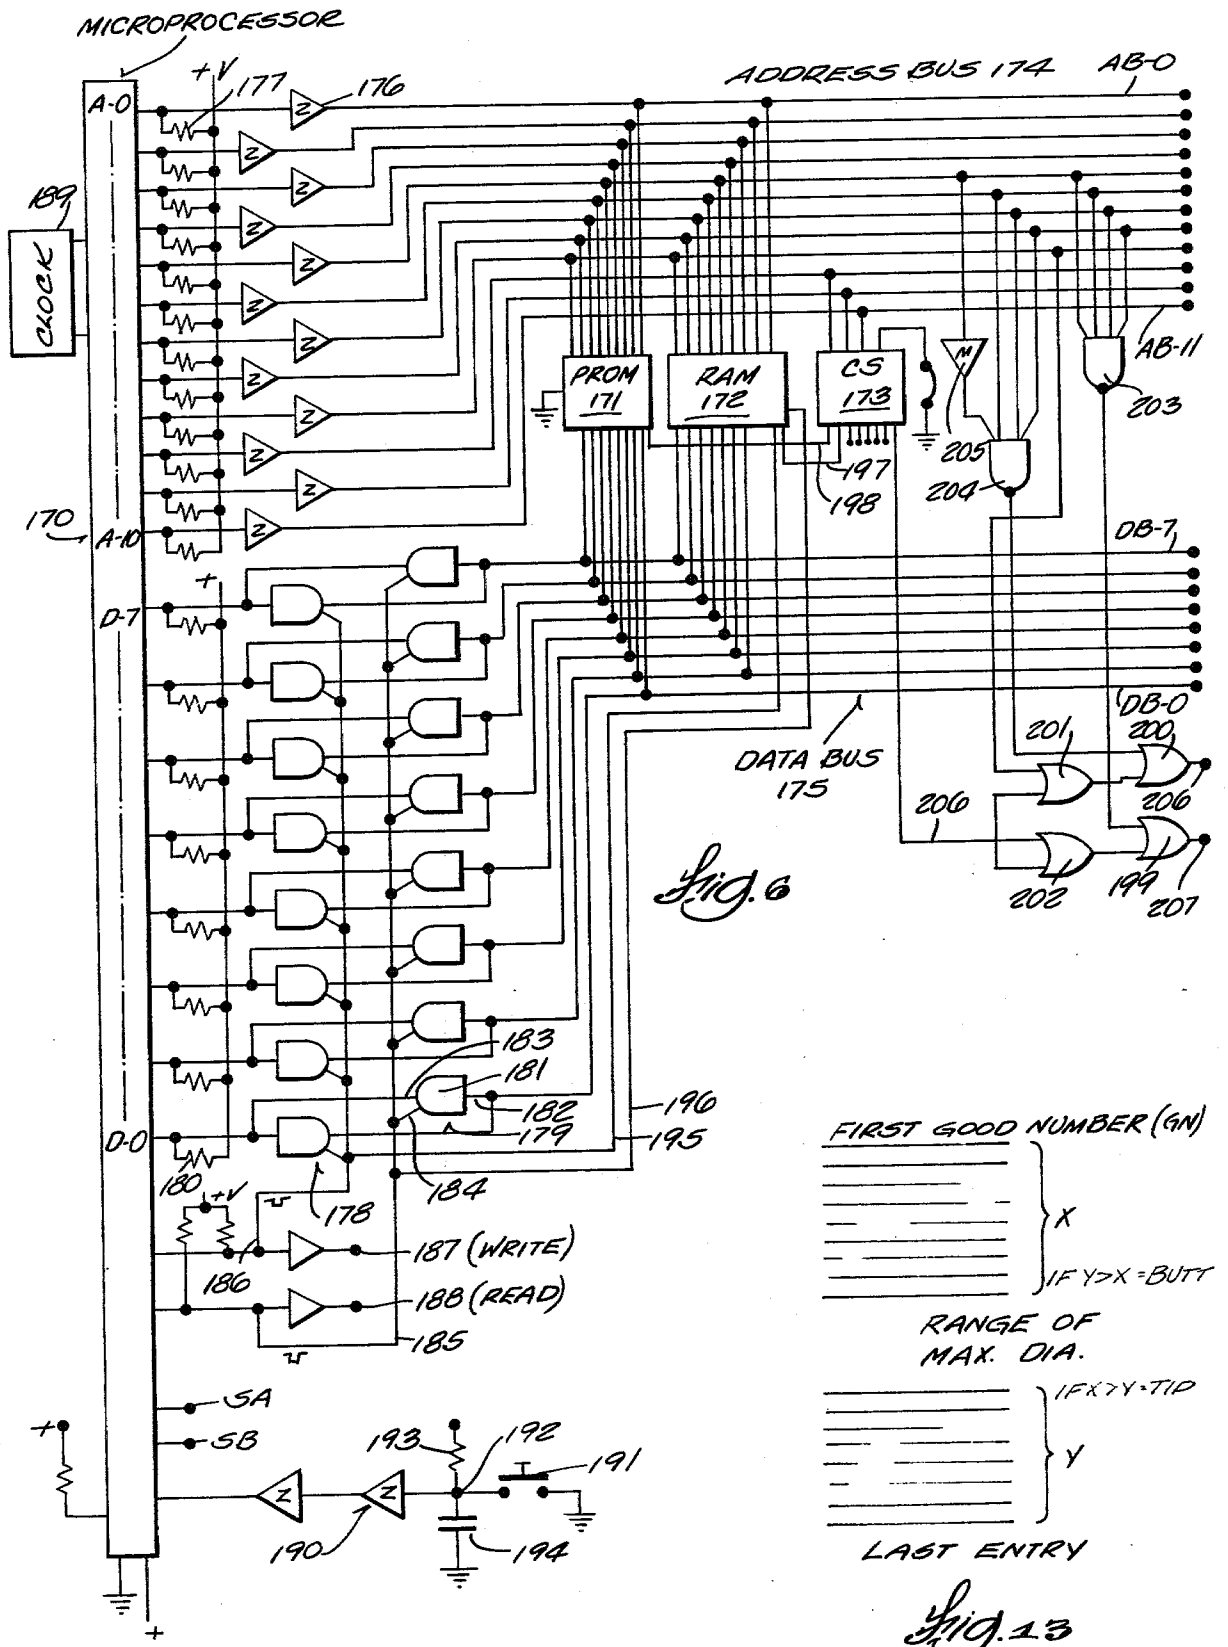 MICROPROCESSOR
+V
177
176
ADDRESS BUS 174
AB-0
A-0
189
CLOCK
Z
Z
Z
Z
Z
Z
Z
Z
Z
Z
Z
Z
AB-11
PROM
171
RAM
172
CS
173
M
205
203
204
197
198
170
A-10
+
D-7
DB-7
DB-0
DATA BUS
175
201
200
206
206
202
199
207
Fig. 6
183
181
182
179
196
195
184
D-0
180
+V
178
186
187 (WRITE)
188 (READ)
185
SA
SB
+
193
192
191
Z
Z
190
194
+
FIRST GOOD NUMBER (GN)
X
IF Y>X = BUTT
RANGE OF
MAX. DIA.
IF X>Y = TIP
Y
LAST ENTRY
Fig. 13